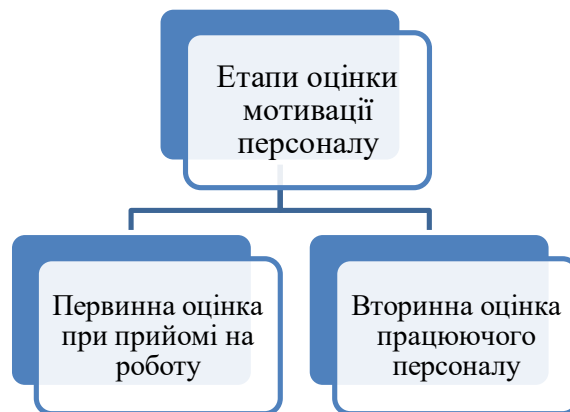 Етапи оцінки
мотивації
персоналу
Первинна оцінка
при прийомі на
роботу
Вторинна оцінка
працюючого
персоналу